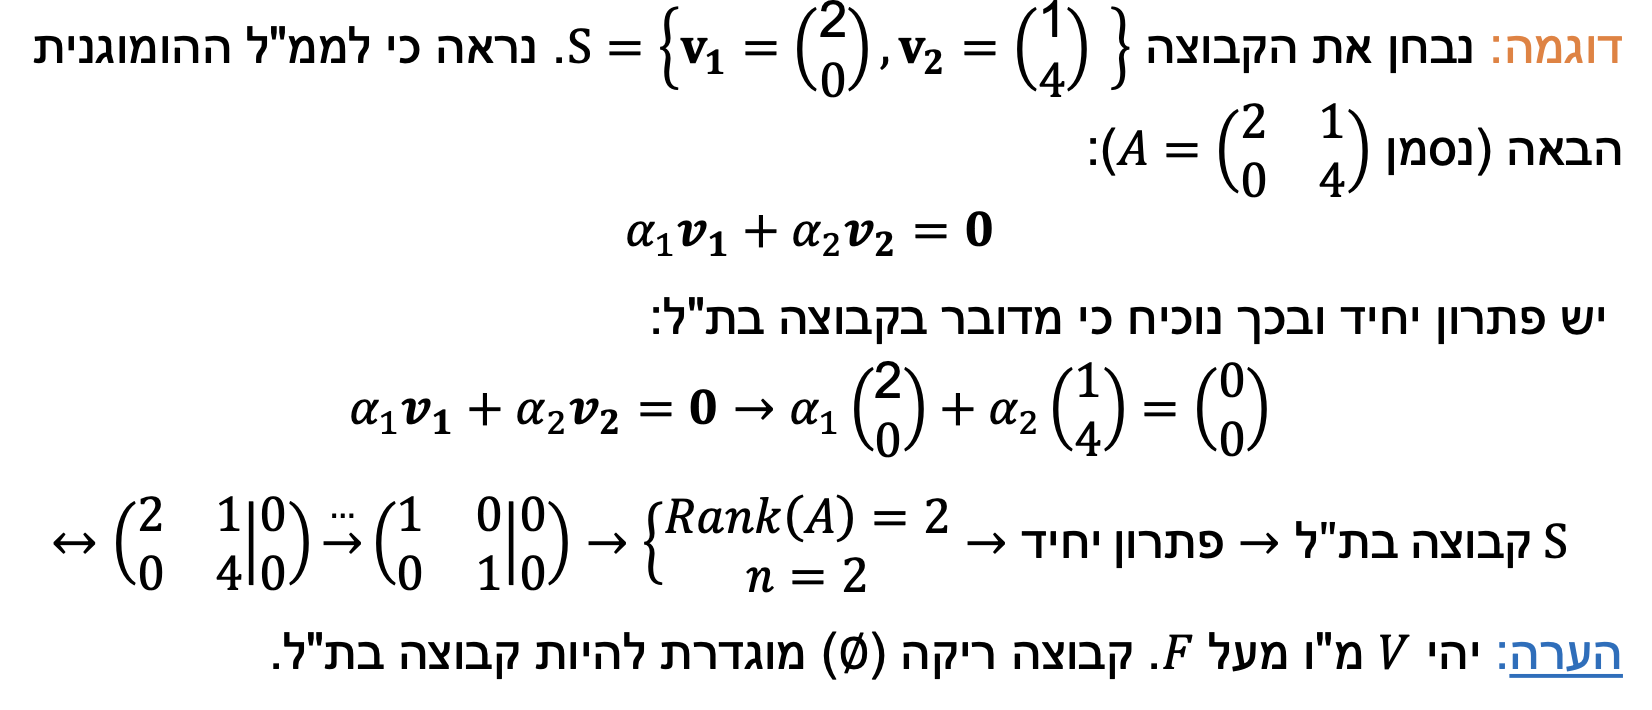 דוגמה: נבחן את הקבוצה S = {v₁ = (2 0), v₂ = (1 4)}. נראה כי לממ"ל ההומוגנית
הבאה (נסמן A = (2 1 0 4)):
α₁v₁ + α₂v₂ = 0
יש פתרון יחיד ובכך נוכיח כי מדובר בקבוצה בת"ל:
α₁v₁ + α₂v₂ = 0 → α₁ (2 0) + α₂ (1 4) = (0 0)
↔ (2 1|0 0 4|0) →... (1 0|0 0 1|0) → {Rank(A) = 2 n = 2 → פתרון יחיד → S קבוצה בת"ל
הערה: יהי V מ"ו מעל F. קבוצה ריקה (∅) מוגדרת להיות קבוצה בת"ל.